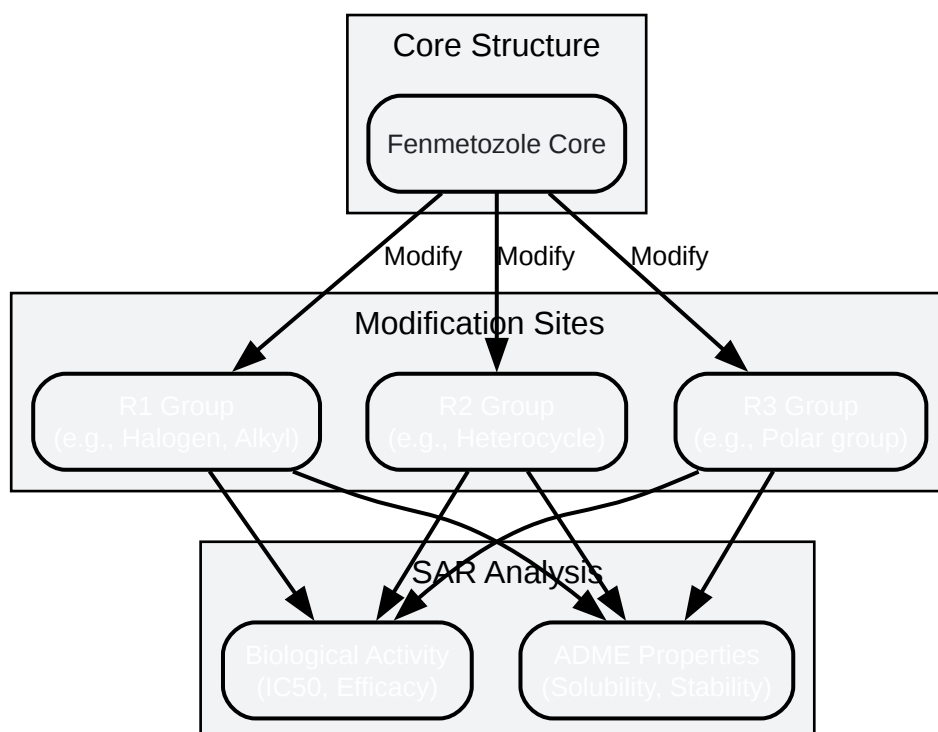 Core Structure
Fenmetozole Core
Modify Modify Modify
Modification Sites
R1 Group
(e.g., Halogen, Alkyl)
R2 Group
(e.g., Heterocycle)
R3 Group
(e.g., Polar group)
SAR Analysis
Biological Activity
(IC50, Efficacy)
ADME Properties
(Solubility, Stability)